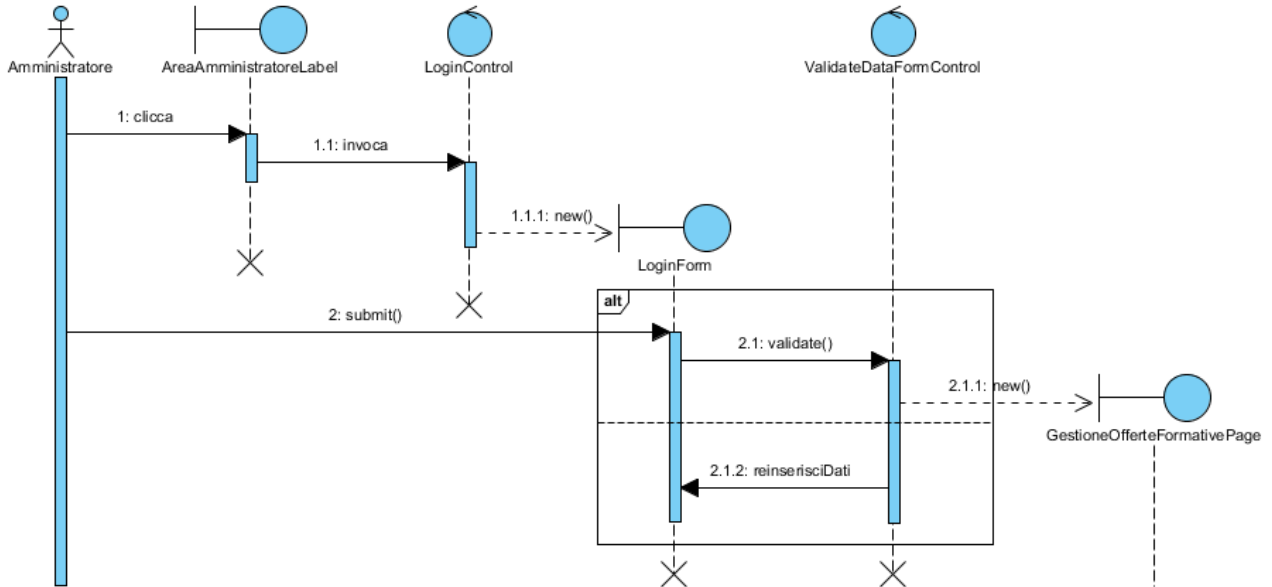 Amministratore
AreaAmministratoreLabel
LoginControl
ValidateDataFormControl
1: clicca
1.1: invoca
1.1.1: new()
LoginForm
alt
2: submit()
2.1: validate()
2.1.1: new()
GestioneOfferteFormativePage
2.1.2: reinserisciDati